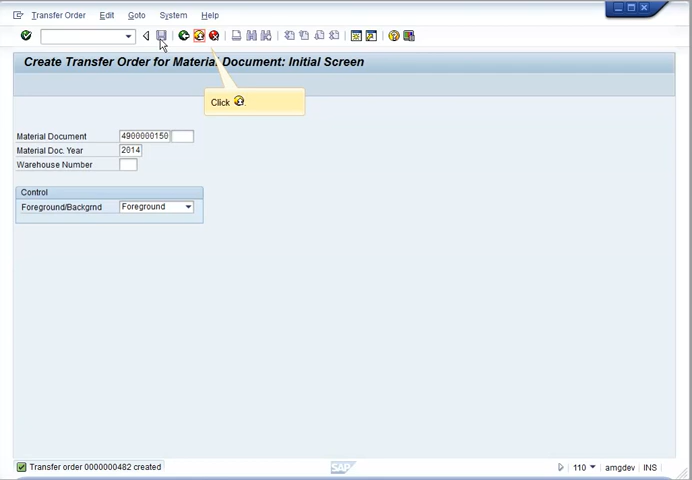 Transfer Order Edit Goto System Help
Create Transfer Order for Material Document: Initial Screen
Click .
Material Document 4900000150
Material Doc. Year 2014
Warehouse Number
Control
Foreground/Backgrnd Foreground
Transfer order 0000000482 created SAP 110 amgdev INS